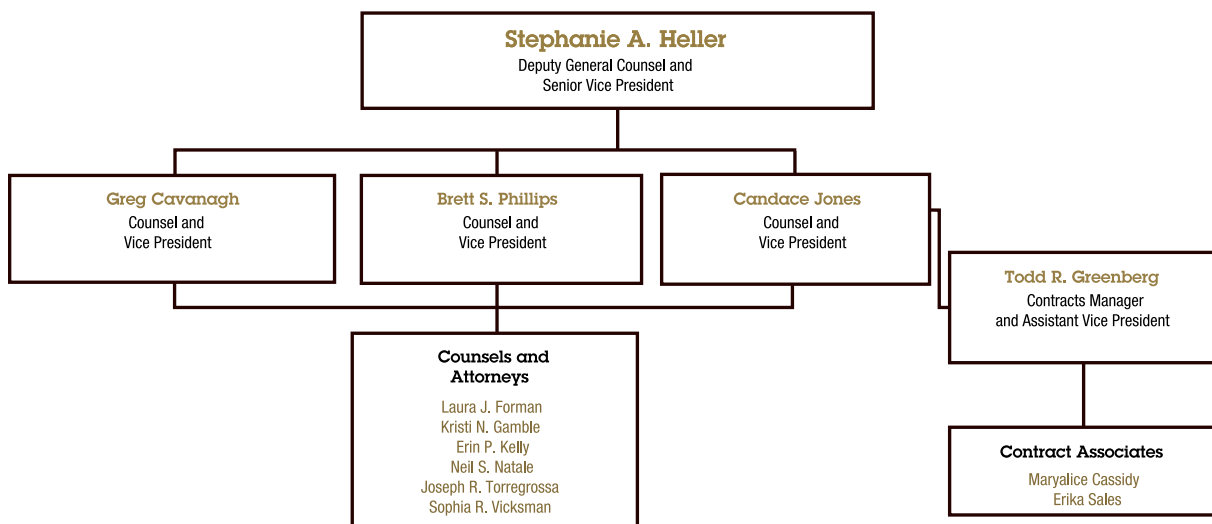 Stephanie A. Heller
Deputy General Counsel and
Senior Vice President
Greg Cavanagh
Counsel and
Vice President
Brett S. Phillips
Counsel and
Vice President
Candace Jones
Counsel and
Vice President
Todd R. Greenberg
Contracts Manager
and Assistant Vice President
Counsels and
Attorneys
Laura J. Forman
Kristi N. Gamble
Erin P. Kelly
Neil S. Natale
Joseph R. Torregrossa
Sophia R. Vicksman
Contract Associates
Maryalice Cassidy
Erika Sales